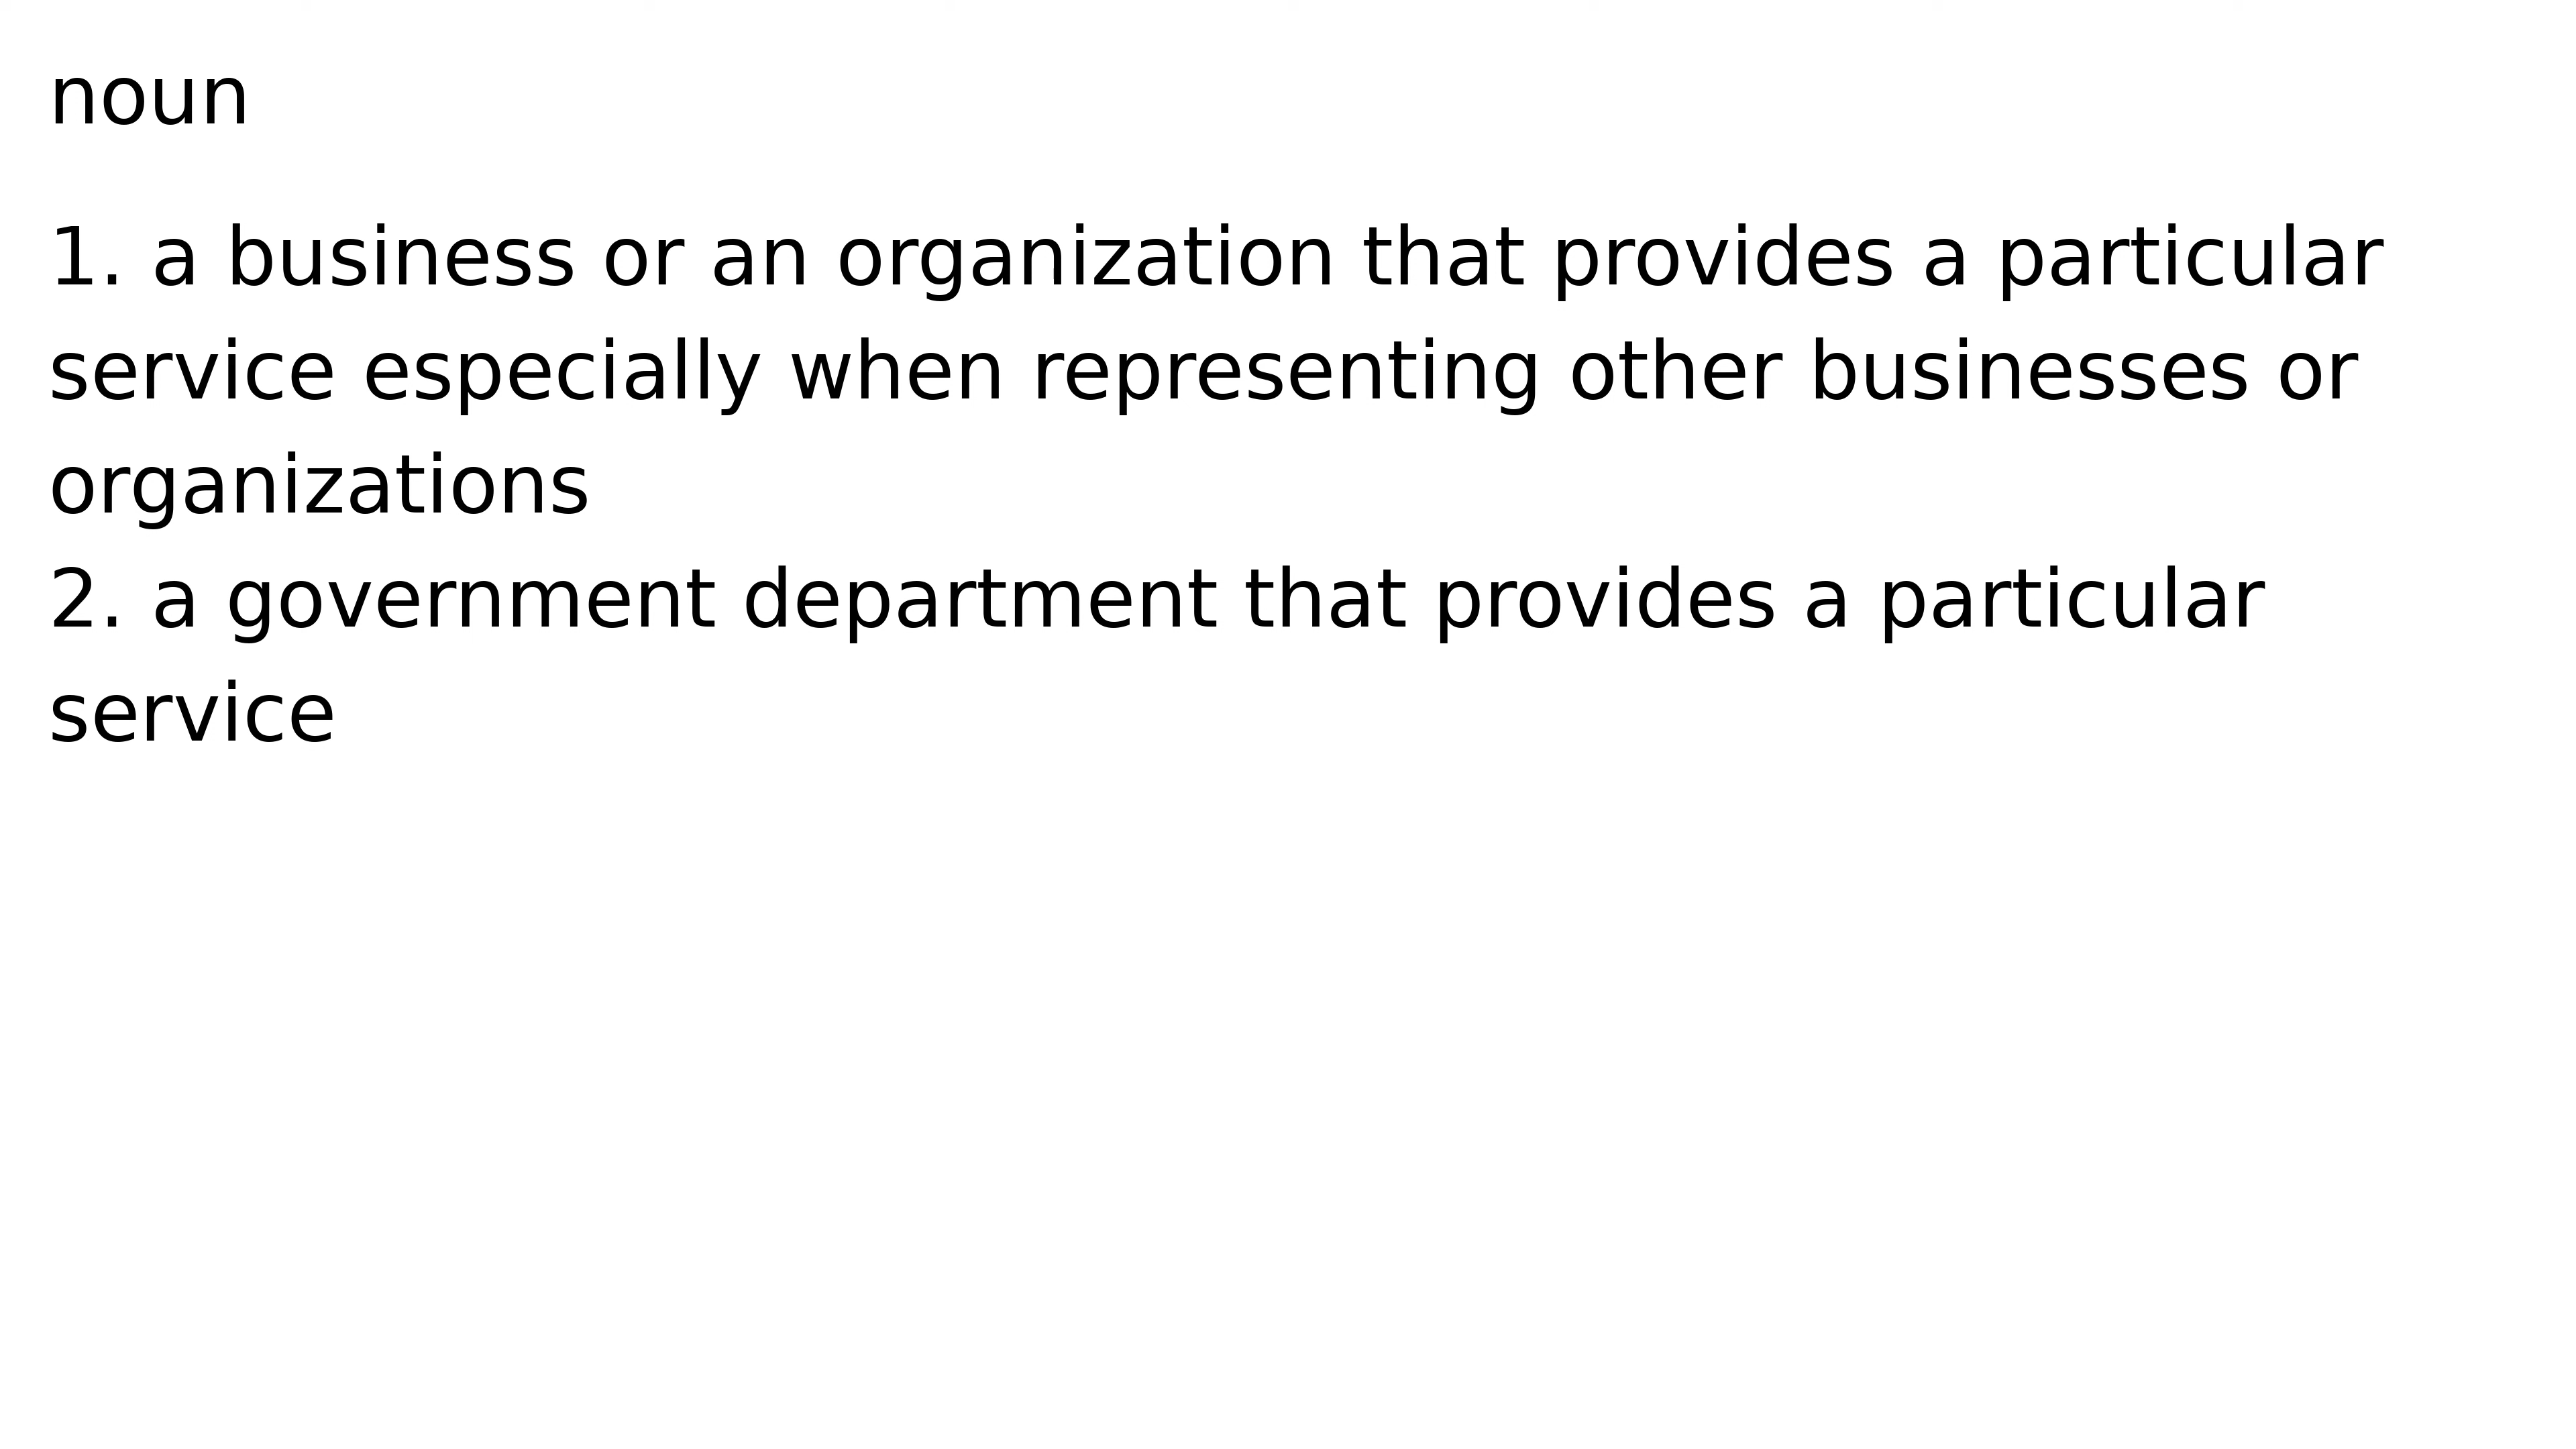 noun
1. a business or an organization that provides a particular
service especially when representing other businesses or
organizations
2. a government department that provides a particular
service